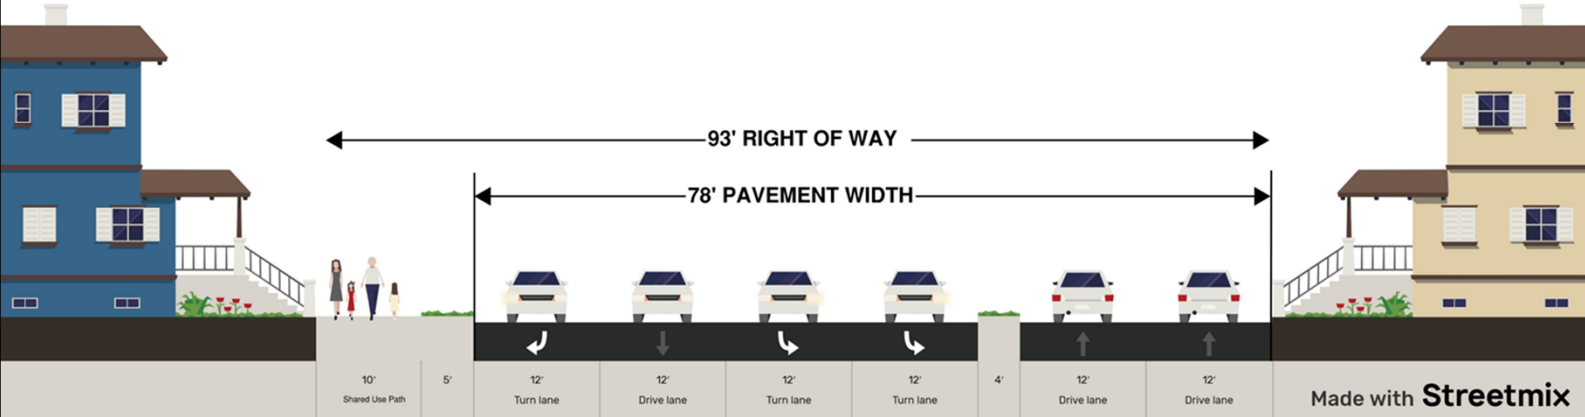 93' RIGHT OF WAY
78' PAVEMENT WIDTH
10' 5' 12' 12' 12' 12' 4' 12' 12'
Shared Use Path Turn lane Drive lane Turn lane Turn lane Drive lane Drive lane
Made with Streetmix